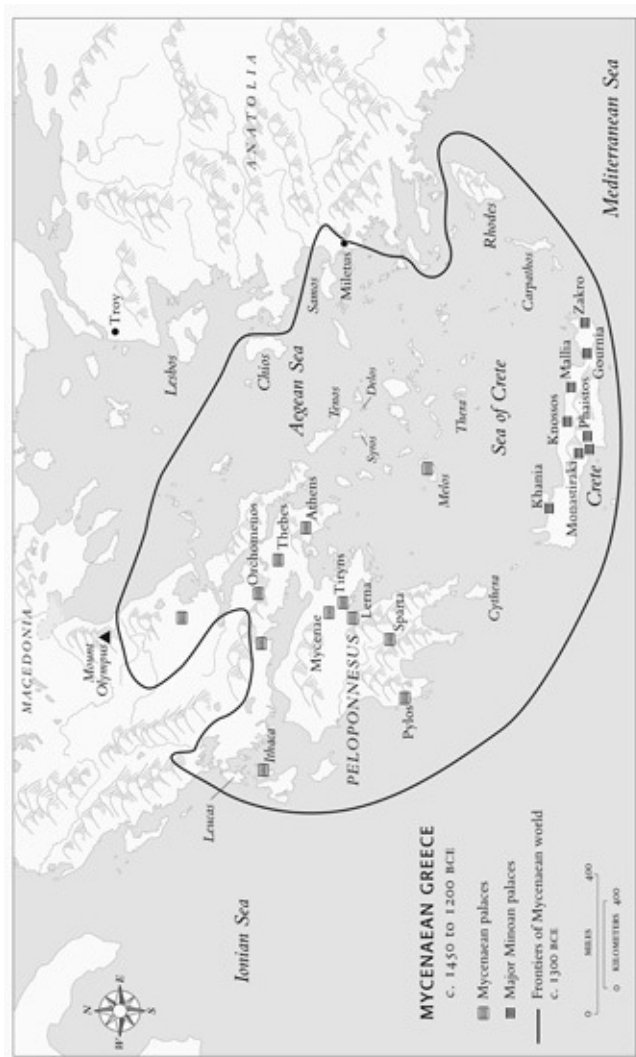 MACEDONIA
Mount
Olympus
Troy
ANATOLIA
Lesbos
Leucas
Ithaca
Orchomenos
Thebes
Athens
Chios
Aegean Sea
Samos
Miletus
Ionian Sea
Mycenae
Tiryns
Lerna
PELOPONNESUS
Tenos
Syros
Delos
Pylos
Sparta
Melos
Thera
Rhodes
Cythera
Sea of Crete
Carpathos
Khania
Knossos
Mallia
Monastiraki
Phaistos
Zakro
Gournia
Crete
Mediterranean Sea
N
W
E
S
MYCENAEAN GREECE
c. 1450 to 1200 BCE
Mycenaean palaces
Major Minoan palaces
Frontiers of Mycenaean world
c. 1300 BCE
0 MILES 400
0 KILOMETERS 400